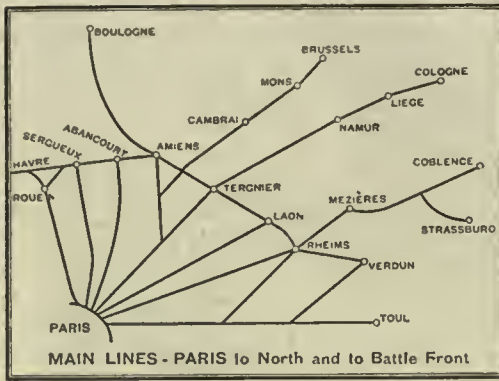 BOULOGNE
BRUSSELS
MONS
COLOGNE
LIEGE
CAMBRAI
NAMUR
ABANCOURT
SERGUEUX
AMIENS
HAVRE
COBLENCE
ROUEN
TERGNIER
MEZIÈRES
LAON
STRASSBURG
RHEIMS
VERDUN
PARIS
TOUL
MAIN LINES - PARIS to North and to Battle Front